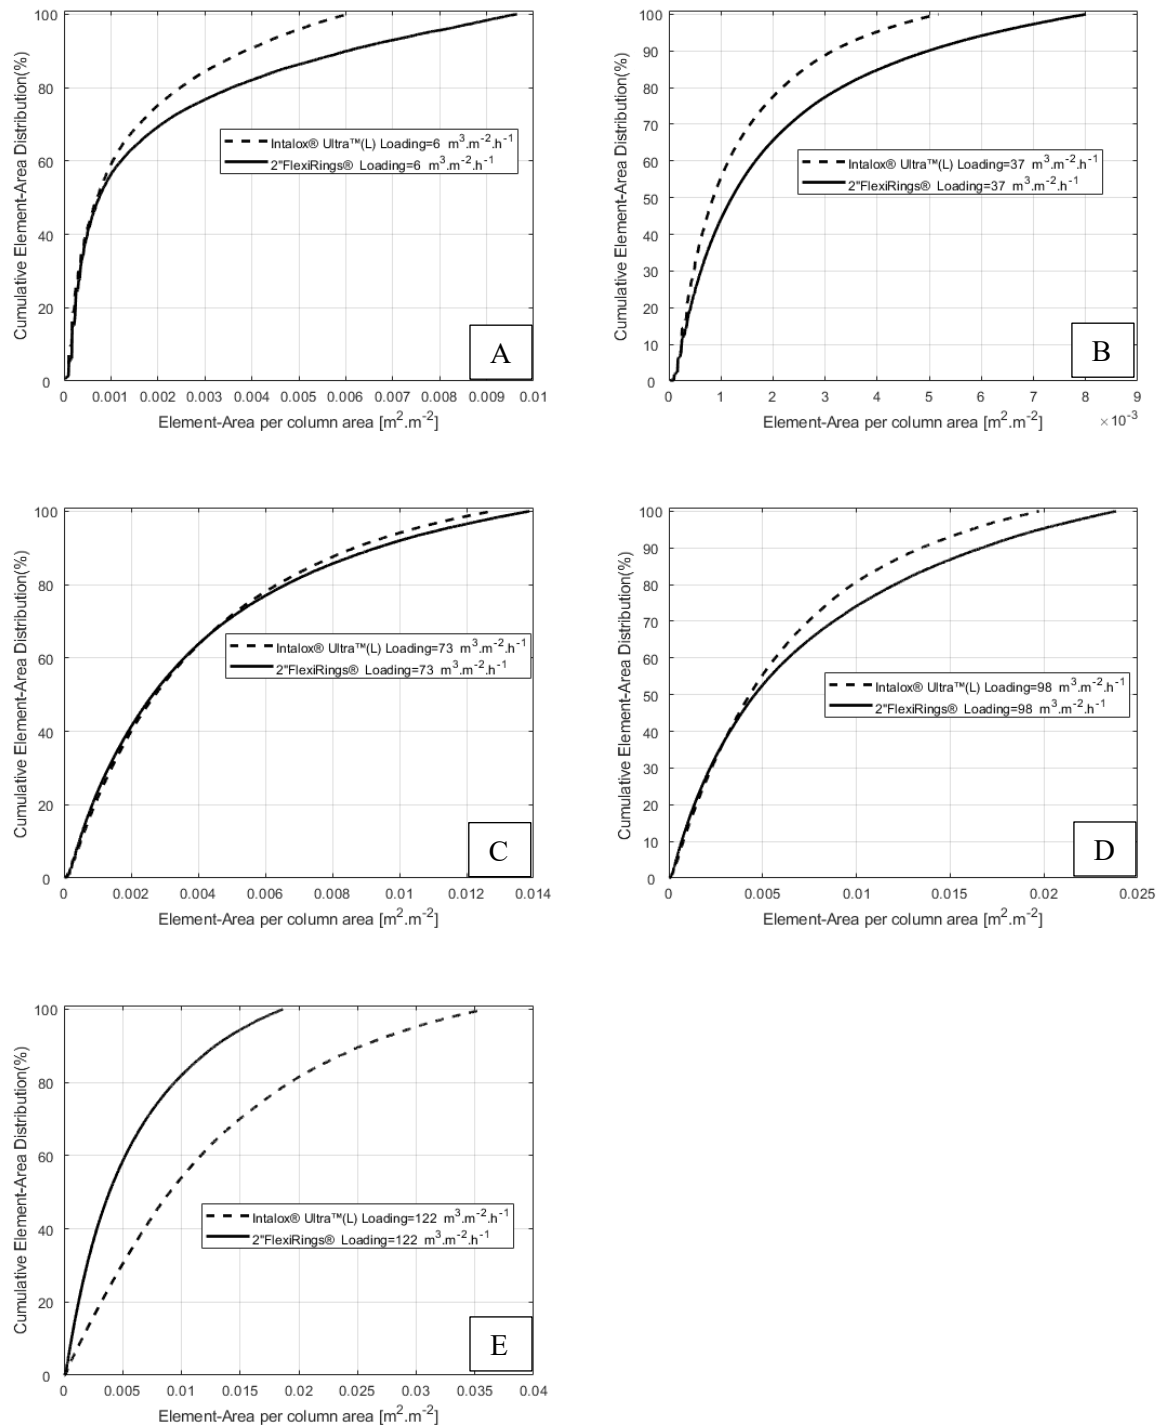 Cumulative Element-Area Distribution(%)
100
80
60
40
20
0
Intalox® Ultra™(L) Loading=6 m³.m⁻².h⁻¹
2"FlexiRings® Loading=6 m³.m⁻².h⁻¹
A
0 0.001 0.002 0.003 0.004 0.005 0.006 0.007 0.008 0.009 0.01
Element-Area per column area [m².m⁻²]
Cumulative Element-Area Distribution(%)
100
90
80
70
60
50
40
30
20
10
0
Intalox® Ultra™(L) Loading=37 m³.m⁻².h⁻¹
2"FlexiRings® Loading=37 m³.m⁻².h⁻¹
B
0 1 2 3 4 5 6 7 8 9
×10⁻³
Element-Area per column area [m².m⁻²]
Cumulative Element-Area Distribution(%)
100
80
60
40
20
0
Intalox® Ultra™(L) Loading=73 m³.m⁻².h⁻¹
2"FlexiRings® Loading=73 m³.m⁻².h⁻¹
C
0 0.002 0.004 0.006 0.008 0.01 0.012 0.014
Element-Area per column area [m².m⁻²]
Cumulative Element-Area Distribution(%)
100
90
80
70
60
50
40
30
20
10
0
Intalox® Ultra™(L) Loading=98 m³.m⁻².h⁻¹
2"FlexiRings® Loading=98 m³.m⁻².h⁻¹
D
0 0.005 0.01 0.015 0.02 0.025
Element-Area per column area [m².m⁻²]
Cumulative Element-Area Distribution(%)
100
80
60
40
20
0
Intalox® Ultra™(L) Loading=122 m³.m⁻².h⁻¹
2"FlexiRings® Loading=122 m³.m⁻².h⁻¹
E
0 0.005 0.01 0.015 0.02 0.025 0.03 0.035 0.04
Element-Area per column area [m².m⁻²]